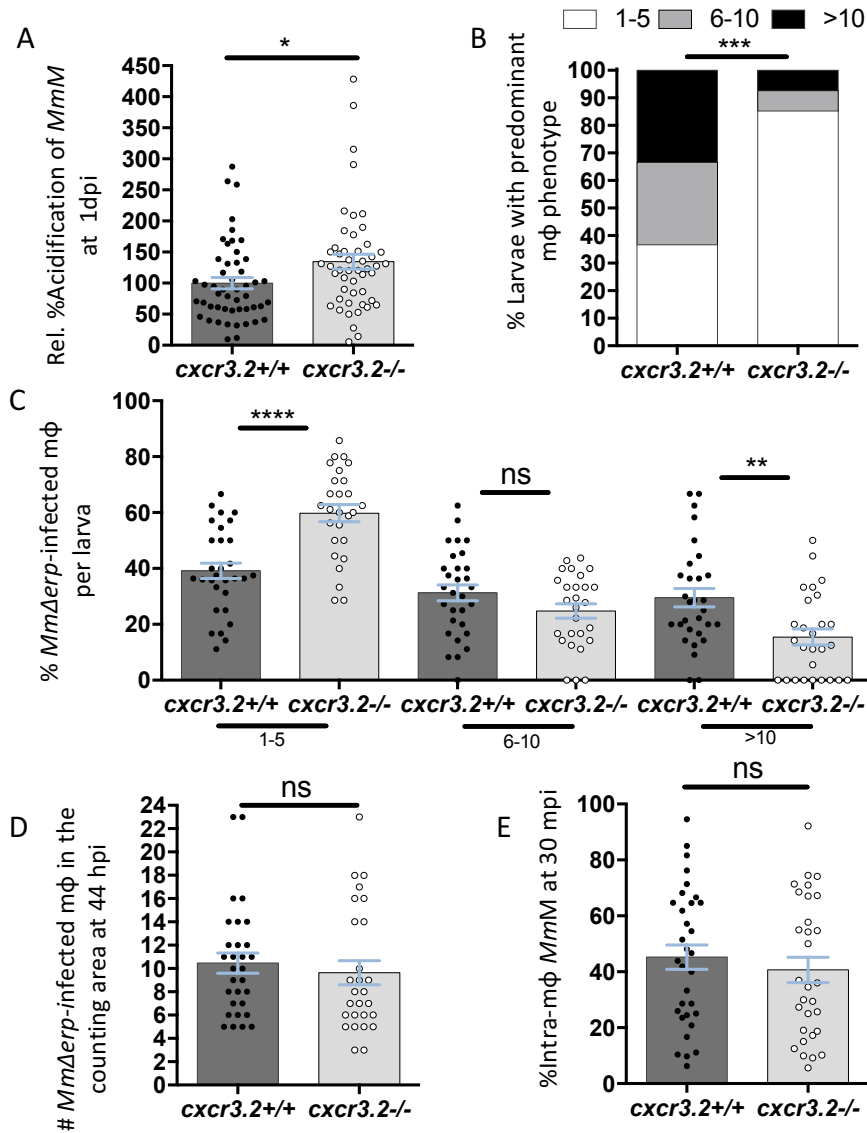 1-5 6-10 >10
A
*
Rel. %Acidification of MmM
at 1dpi
450
400
350
300
250
200
150
100
50
0
cxcr3.2+/+ cxcr3.2-/-
B
***
% Larvae with predominant
mφ phenotype
100
90
80
70
60
50
40
30
20
10
0
cxcr3.2+/+ cxcr3.2-/-
C
% MmΔerp-infected mφ
per larva
100
80
60
40
20
0
**** ns **
cxcr3.2+/+ cxcr3.2-/- cxcr3.2+/+ cxcr3.2-/- cxcr3.2+/+ cxcr3.2-/-
1-5 6-10 >10
D
ns
# MmΔerp-infected mφ in the
counting area at 44 hpi
24
22
20
18
16
14
12
10
8
6
4
2
0
cxcr3.2+/+ cxcr3.2-/-
E
ns
%Intra-mφ MmM at 30 mpi
100
80
60
40
20
0
cxcr3.2+/+ cxcr3.2-/-